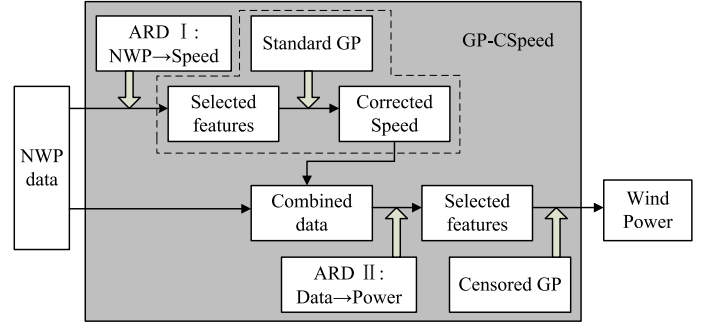 ARD Ⅰ:
NWP→Speed
Standard GP
GP-CSpeed
Selected
features
Corrected
Speed
NWP
data
Combined
data
Selected
features
Wind
Power
ARD Ⅱ:
Data→Power
Censored GP